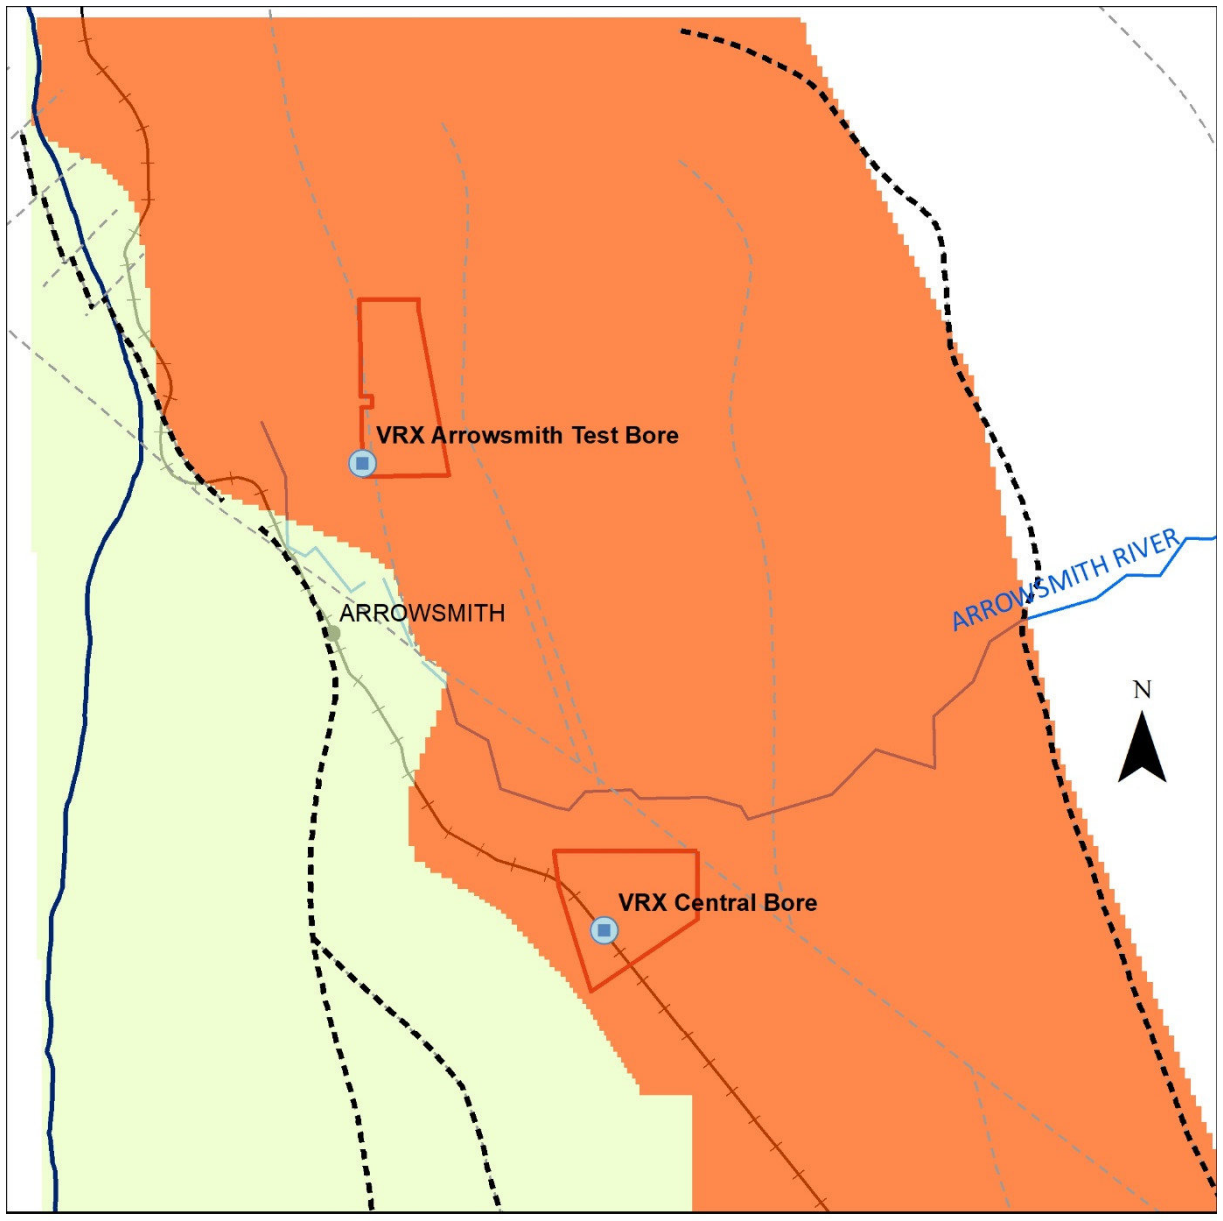 VRX Arrowsmith Test Bore
ARROWSMITH RIVER
ARROWSMITH
N
VRX Central Bore